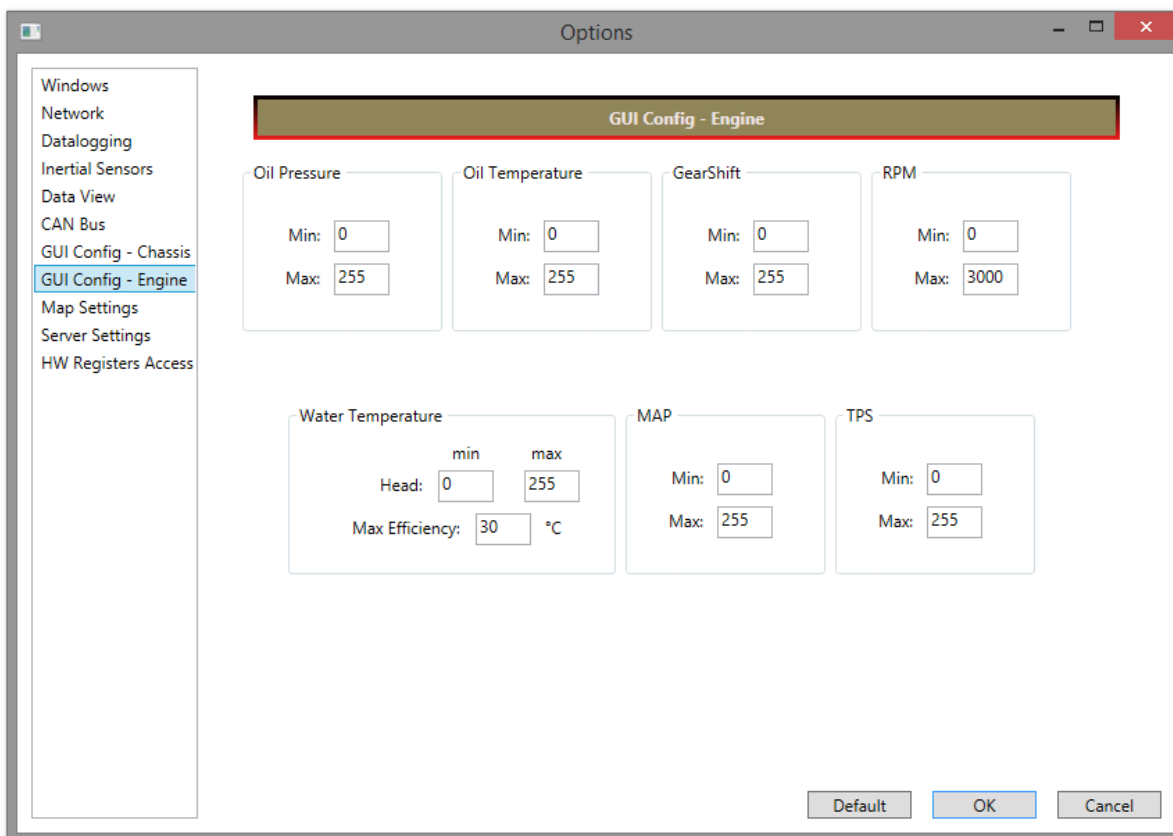 Options
Windows
Network
Datalogging
Inertial Sensors
Data View
CAN Bus
GUI Config - Chassis
GUI Config - Engine
Map Settings
Server Settings
HW Registers Access
GUI Config - Engine
Oil Pressure
Min: 0
Max: 255
Oil Temperature
Min: 0
Max: 255
GearShift
Min: 0
Max: 255
RPM
Min: 0
Max: 3000
Water Temperature
min max
Head: 0 255
Max Efficiency: 30 °C
MAP
Min: 0
Max: 255
TPS
Min: 0
Max: 255
Default OK Cancel